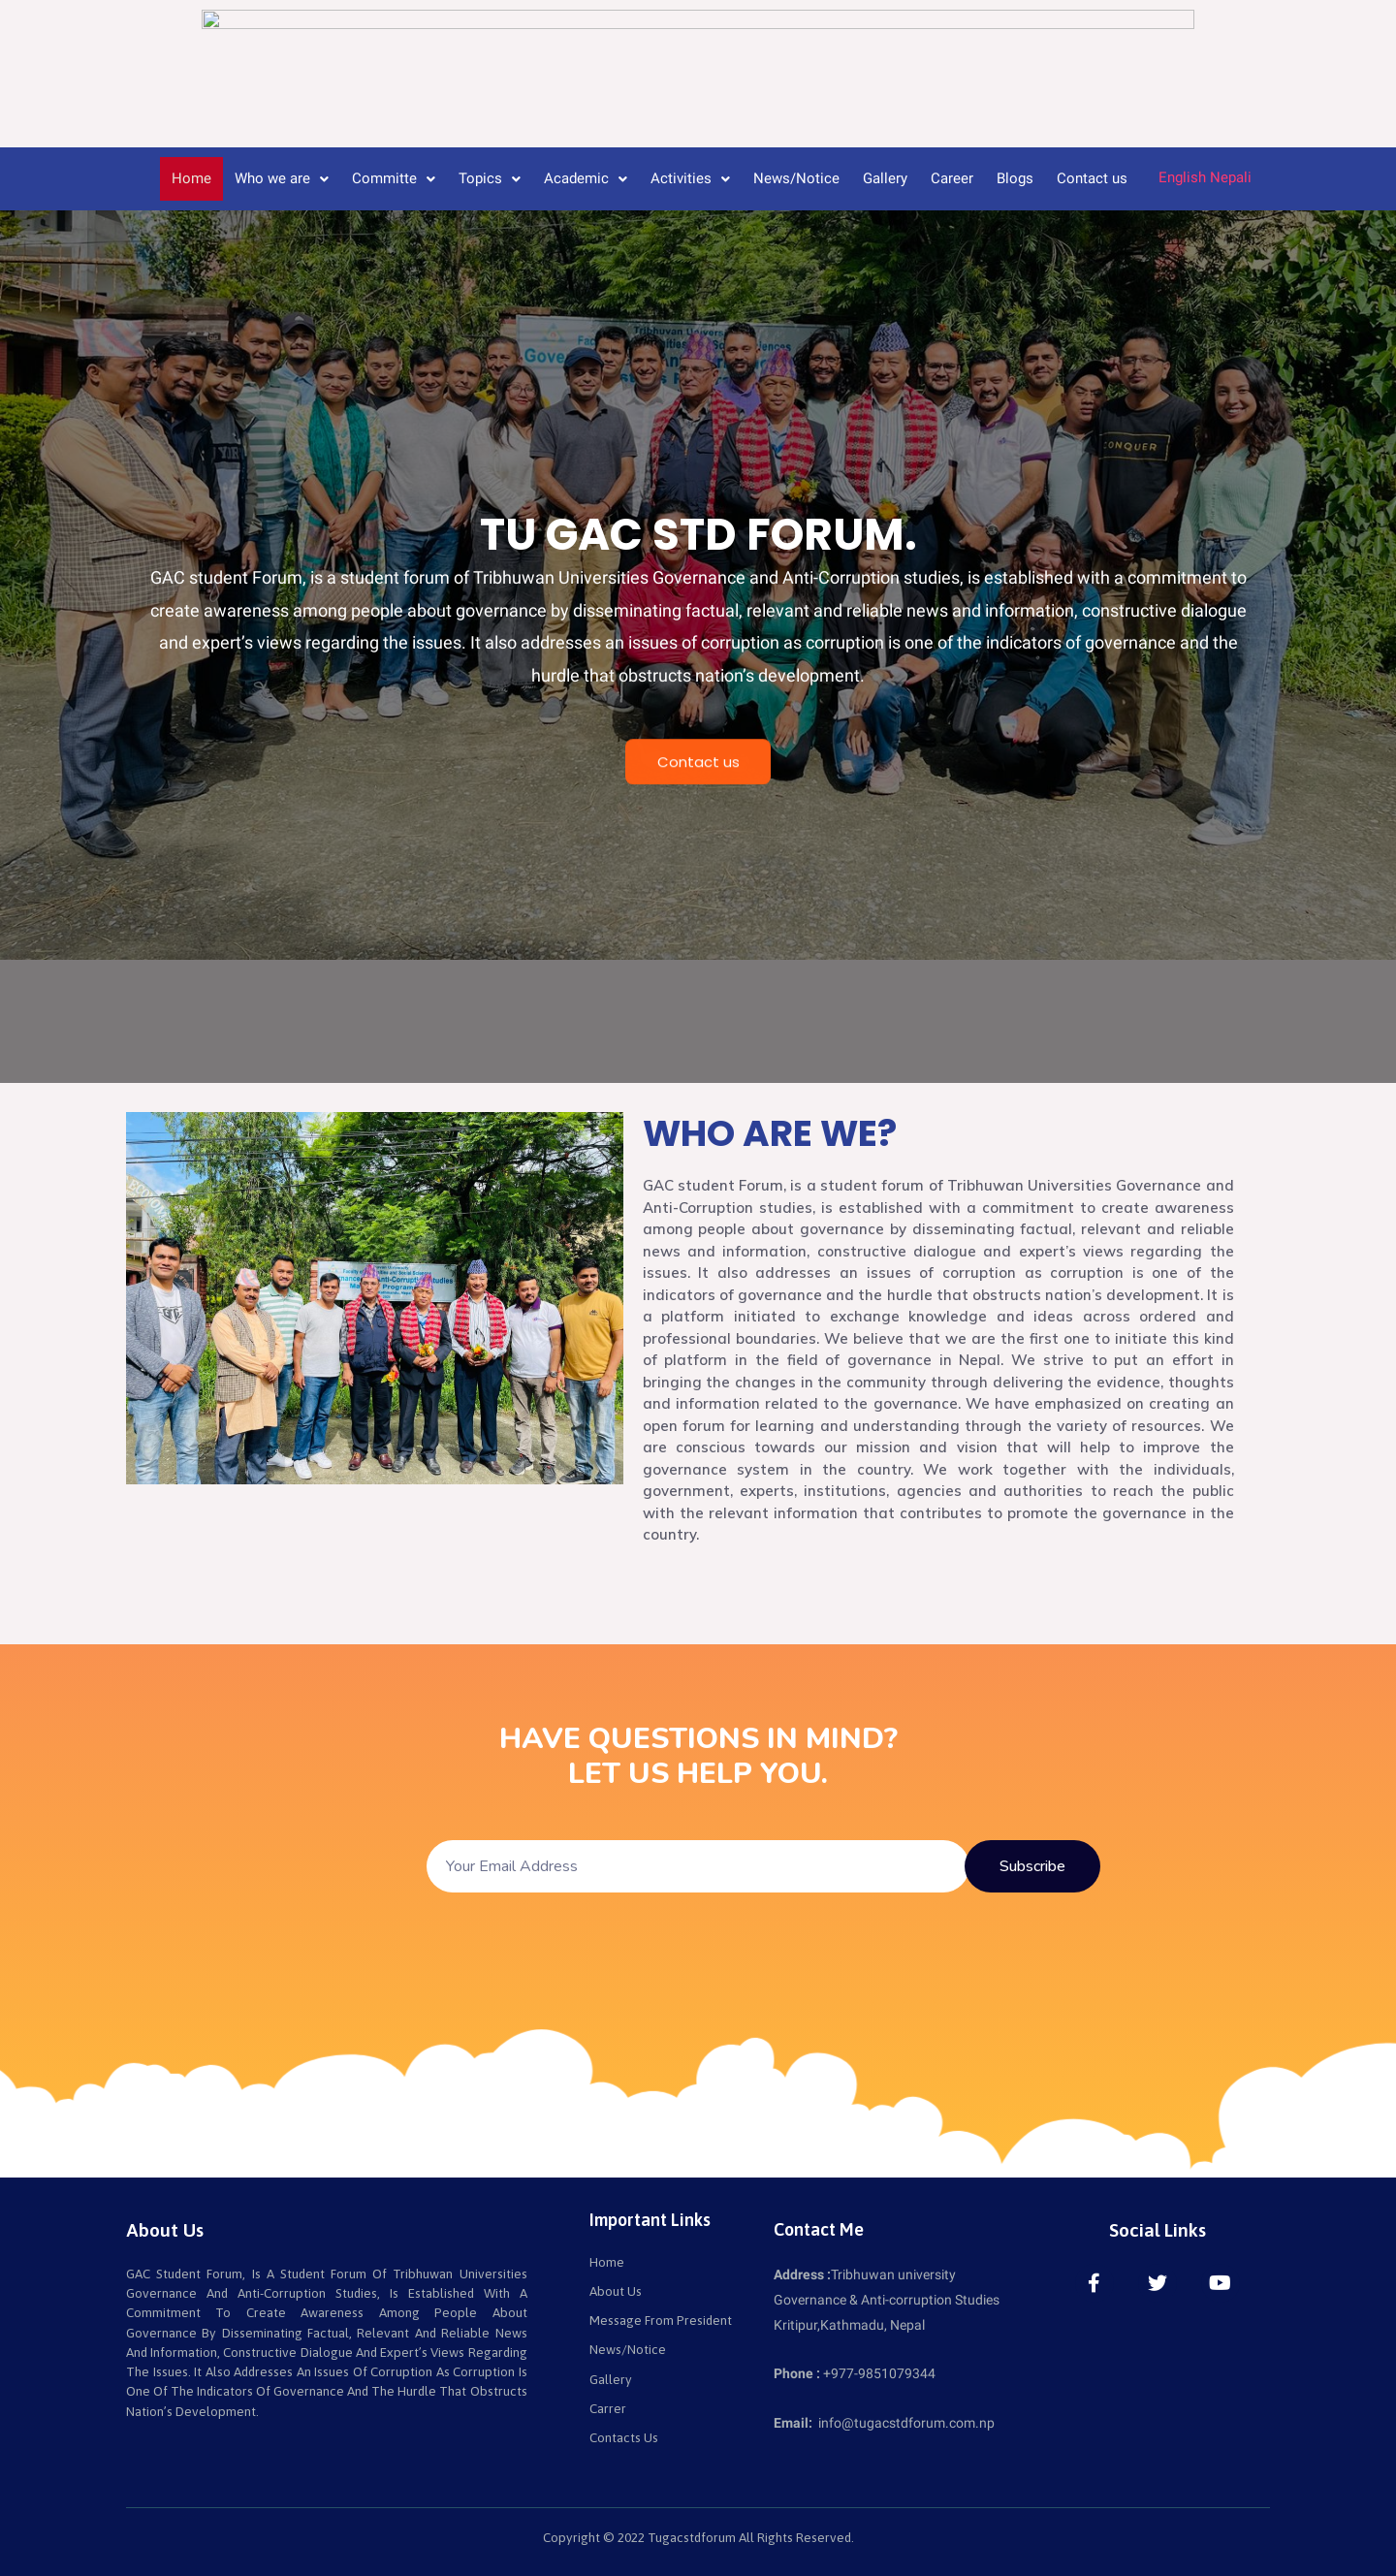 Home Who we are Committe Topics Academic Activities News/Notice Gallery Career Blogs Contact us English Nepali
Tribhuvan
TU GAC STD FORUM.
GAC student Forum, is a student forum of Tribhuwan Universities Governance and Anti-Corruption studies, is established with a commitment to
create awareness among people about governance by disseminating factual, relevant and reliable news and information, constructive dialogue
and expert’s views regarding the issues. It also addresses an issues of corruption as corruption is one of the indicators of governance and the
hurdle that obstructs nation’s development.
CONQUER
Contact us
WHO ARE WE?
GAC student Forum, is a student forum of Tribhuwan Universities Governance and
Anti-Corruption studies, is established with a commitment to create awareness
among people about governance by disseminating factual, relevant and reliable
news and information, constructive dialogue and expert’s views regarding the
issues. It also addresses an issues of corruption as corruption is one of the
indicators of governance and the hurdle that obstructs nation’s development. It is
a platform initiated to exchange knowledge and ideas across ordered and
professional boundaries. We believe that we are the first one to initiate this kind
of platform in the field of governance in Nepal. We strive to put an effort in
bringing the changes in the community through delivering the evidence, thoughts
and information related to the governance. We have emphasized on creating an
open forum for learning and understanding through the variety of resources. We
are conscious towards our mission and vision that will help to improve the
governance system in the country. We work together with the individuals,
government, experts, institutions, agencies and authorities to reach the public
with the relevant information that contributes to promote the governance in the
country.
HAVE QUESTIONS IN MIND?
LET US HELP YOU.
Your Email Address
Subscribe
About Us
GAC Student Forum, Is A Student Forum Of Tribhuwan Universities
Governance And Anti-Corruption Studies, Is Established With A
Commitment To Create Awareness Among People About
Governance By Disseminating Factual, Relevant And Reliable News
And Information, Constructive Dialogue And Expert’s Views Regarding
The Issues. It Also Addresses An Issues Of Corruption As Corruption Is
One Of The Indicators Of Governance And The Hurdle That Obstructs
Nation’s Development.
Important Links
Home
About Us
Message From President
News/Notice
Gallery
Carrer
Contacts Us
Contact Me
Address :Tribhuwan university
Governance & Anti-corruption Studies
Kritipur,Kathmadu, Nepal
Phone : +977-9851079344
Email: info@tugacstdforum.com.np
Social Links
Copyright © 2022 Tugacstdforum All Rights Reserved.